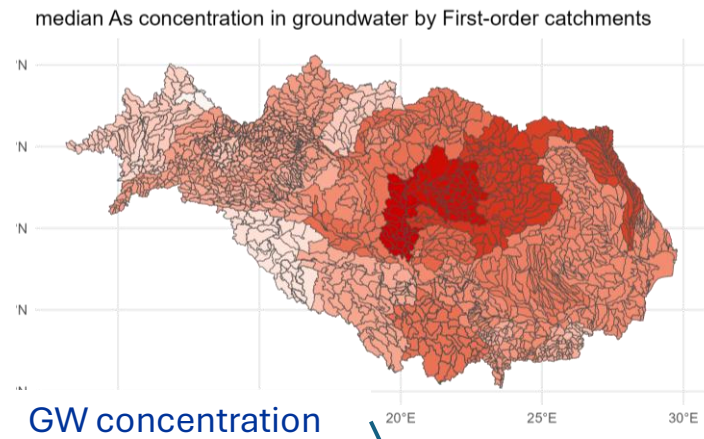 median As concentration in groundwater by First-order catchments
'N
'N
'N
'N
GW concentration
20°E
25°E
30°E